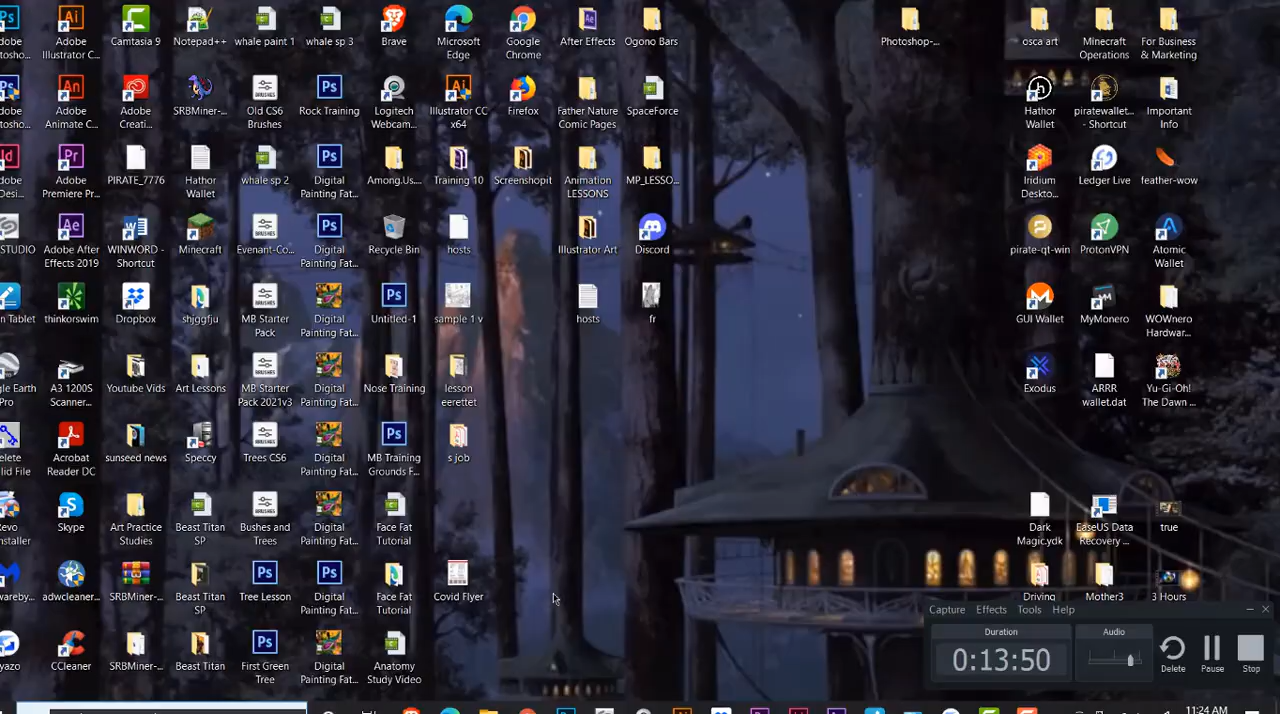 Adobe Illustrator C...
Camtasia 9
Notepad++
whale paint 1
whale sp 3
Brave
Microsoft Edge
Google Chrome
After Effects
Ogono Bars
Photoshop-...
osca art
Minecraft Operations
For Business & Marketing
Adobe Animate C...
Adobe Creati...
SRBMiner-...
Old CS6 Brushes
Rock Training
Logitech Webcam...
Illustrator CC x64
Firefox
Father Nature Comic Pages
SpaceForce
Hathor Wallet
piratewallet... - Shortcut
Important Info
Adobe Premiere Pr...
PIRATE_7776
Hathor Wallet
whale sp 2
Digital Painting Fat...
Among.Us....
Training 10
Screenshopit
Animation LESSONS
MP_LESSO...
Iridium Deskto...
Ledger Live
feather-wow
STUDIO
Adobe After Effects 2019
WINWORD - Shortcut
Minecraft
Evenant-Co...
Digital Painting Fat...
Recycle Bin
hosts
Illustrator Art
Discord
pirate-qt-win
ProtonVPN
Atomic Wallet
n Tablet
thinkorswim
Dropbox
shjggfju
MB Starter Pack
Digital Painting Fat...
Untitled-1
sample 1 v
hosts
fr
GUI Wallet
MyMonero
WOWnero Hardwar...
gle Earth Pro
A3 1200S Scanner...
Youtube Vids
Art Lessons
MB Starter Pack 2021v3
Digital Painting Fat...
Nose Training
lesson eerettet
Exodus
ARRR wallet.dat
Yu-Gi-Oh! The Dawn ...
elete lid File
Acrobat Reader DC
sunseed news
Speccy
Trees CS6
Digital Painting Fat...
MB Training Grounds F...
s job
Revo nstaller
Skype
Art Practice Studies
Beast Titan SP
Bushes and Trees
Digital Painting Fat...
Face Fat Tutorial
Dark Magic.ydk
EaseUS Data Recovery ...
true
wareby...
adwcleaner...
SRBMiner-...
Beast Titan SP
Tree Lesson
Digital Painting Fat...
Face Fat Tutorial
Covid Flyer
Driving
Mother3
3 Hours
yazo
CCleaner
SRBMiner-...
Beast Titan
First Green Tree
Digital Painting Fat...
Anatomy Study Video
Capture Effects Tools Help
Duration
Audio
0:13:50
Delete
Pause
Stop
11:24 AM